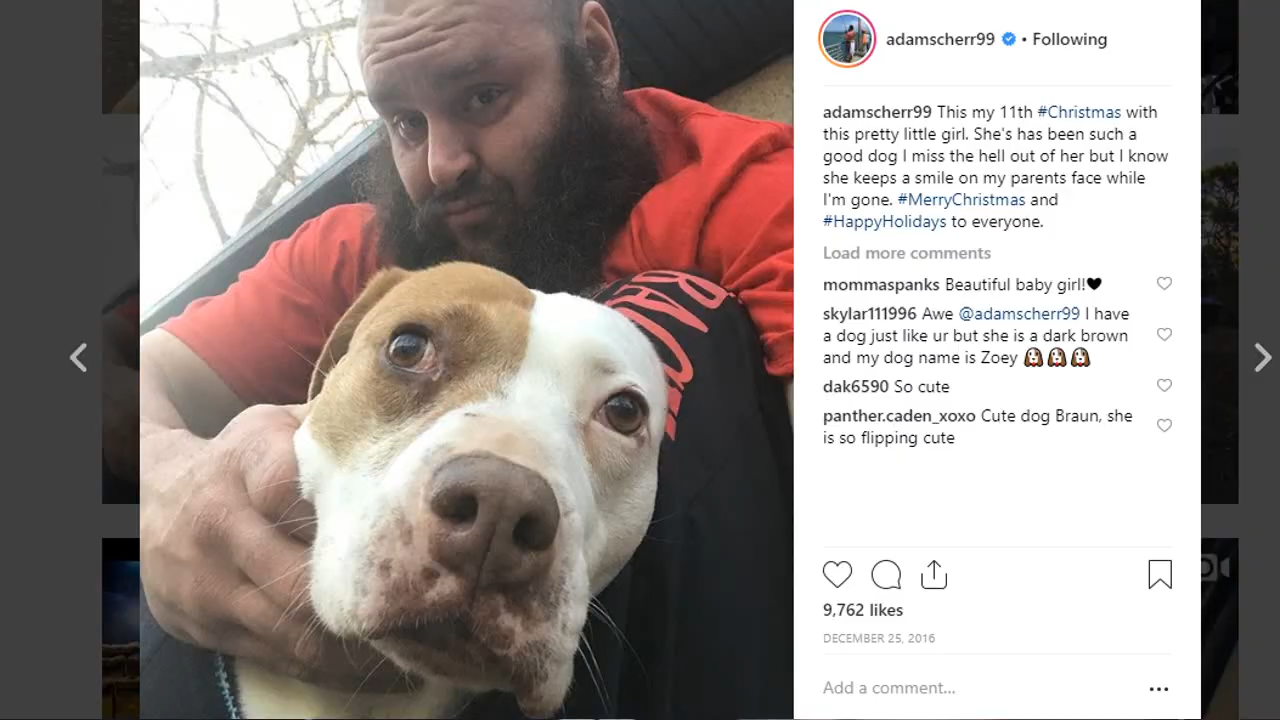 adamscherr99 • Following
adamscherr99 This my 11th #Christmas with
this pretty little girl. She's has been such a
good dog I miss the hell out of her but I know
she keeps a smile on my parents face while
I'm gone. #MerryChristmas and
#HappyHolidays to everyone.
Load more comments
mommaspanks Beautiful baby girl!🖤
skylar111996 Awe @adamscherr99 I have
a dog just like ur but she is a dark brown
and my dog name is Zoey 🐶🐶🐶
dak6590 So cute
panther.caden_xoxo Cute dog Braun, she
is so flipping cute
9,762 likes
DECEMBER 25, 2016
Add a comment...